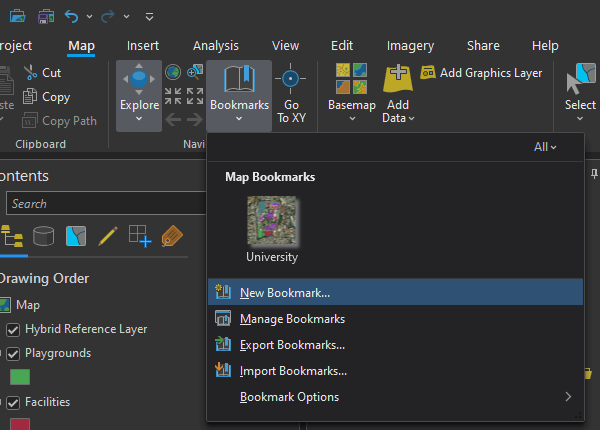 roject Map Insert Analysis View Edit Imagery Share Help
Cut
Copy
Copy Path
Clipboard
Explore
Navi
Bookmarks
Go
To XY
Basemap
Add
Data
Add Graphics Layer
Select
ontents
Search
Drawing Order
Map
Hybrid Reference Layer
Playgrounds
Facilities
All
Map Bookmarks
University
New Bookmark...
Manage Bookmarks
Export Bookmarks...
Import Bookmarks...
Bookmark Options